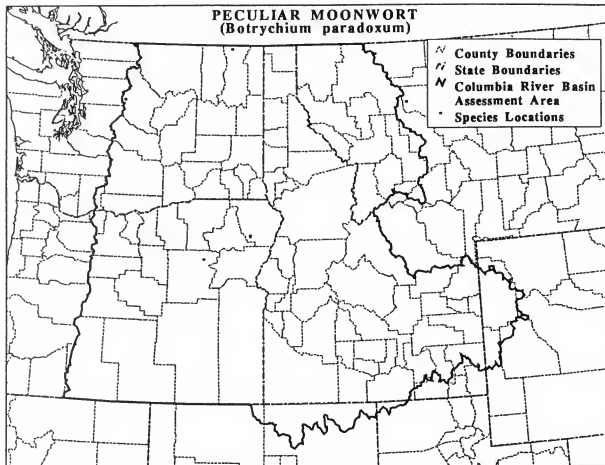 PECULIAR MOONWORT
(Botrychium paradoxum)
County Boundaries
State Boundaries
Columbia River Basin
Assessment Area
Species Locations